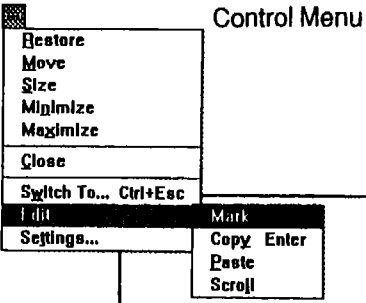 Control Menu
Restore
Move
Size
Minimize
Maximize
Close
Switch To... Ctrl+Esc
Edit
Mark
Settings...
Copy Enter
Paste
Scroll